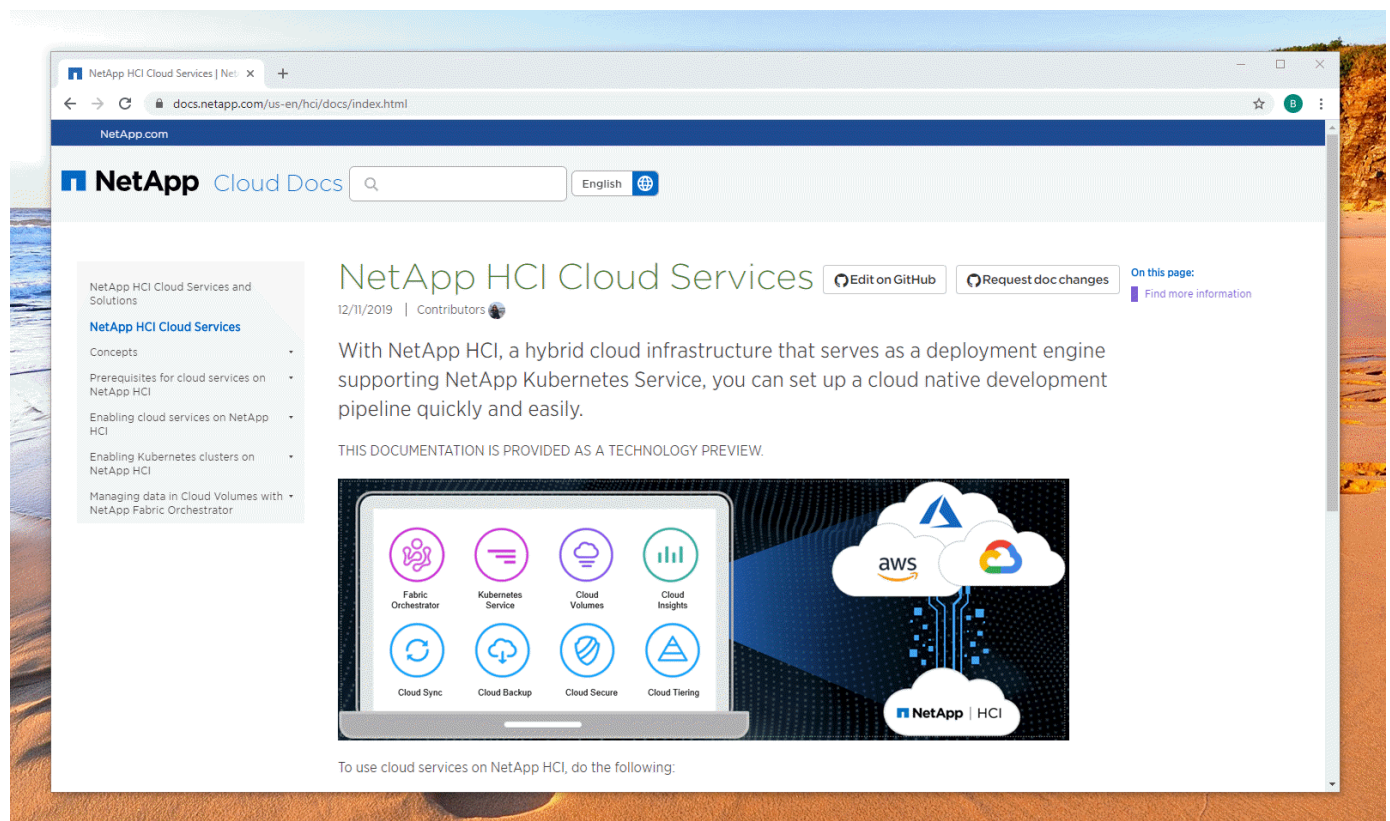 NetApp HCI Cloud Services | Net
docs.netapp.com/us-en/hci/docs/index.html
B
NetApp.com
NetApp Cloud Docs
English
NetApp HCI Cloud Services and
Solutions
NetApp HCI Cloud Services
Concepts
Prerequisites for cloud services on
NetApp HCI
Enabling cloud services on NetApp
HCI
Enabling Kubernetes clusters on
NetApp HCI
Managing data in Cloud Volumes with
NetApp Fabric Orchestrator
NetApp HCI Cloud Services
Edit on GitHub
Request doc changes
12/11/2019 | Contributors
With NetApp HCI, a hybrid cloud infrastructure that serves as a deployment engine
supporting NetApp Kubernetes Service, you can set up a cloud native development
pipeline quickly and easily.
THIS DOCUMENTATION IS PROVIDED AS A TECHNOLOGY PREVIEW.
Fabric
Orchestrator
Kubernetes
Service
Cloud
Volumes
Cloud
Insights
Cloud Sync
Cloud Backup
Cloud Secure
Cloud Tiering
aws
NetApp | HCI
To use cloud services on NetApp HCI, do the following:
On this page:
Find more information